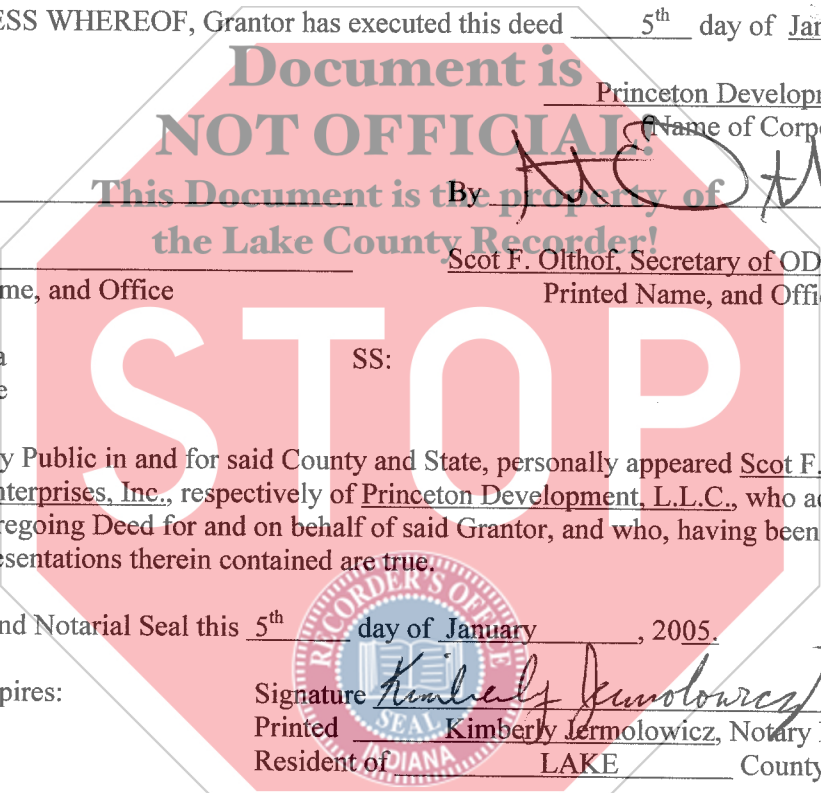 ESS WHEREOF, Grantor has executed this deed 5th day of Jan
Document is
Princeton Developm
NOT OFFICIAL!
(Name of Corpo
This Document is the property of
By
the Lake County Recorder!
Scot F. Olthof, Secretary of OD
me, and Office Printed Name, and Offic
STOP
a SS:
e
y Public in and for said County and State, personally appeared Scot F.
nterprises, Inc., respectively of Princeton Development, L.L.C., who ac
regoing Deed for and on behalf of said Grantor, and who, having been
esentations therein contained are true.
RECORDER'S OFFICE
nd Notarial Seal this 5th day of January, 2005.
pires: Signature Kimberly Jermolowicz
SEAL
Printed Kimberly Jermolowicz, Notary
INDIANA
Resident of LAKE County